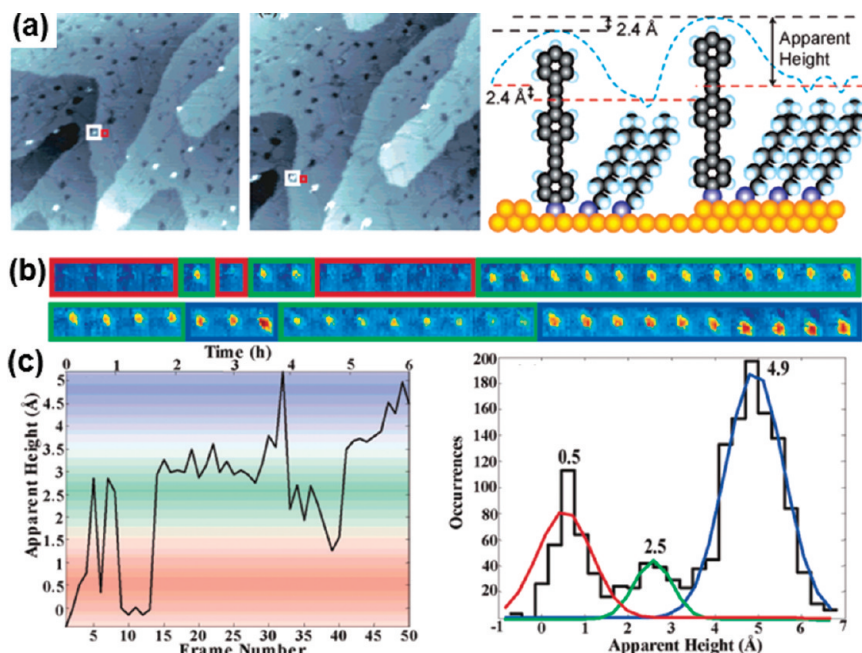 (a)
2.4 Å
Apparent
Height
2.4 Å
(b)
(c)
0 1 2 3 4 5 6
Time (h)
5
4.5
4
3.5
3
2.5
2
1.5
1
0.5
0
Apparent Height (Å)
5 10 15 20 25 30 35 40 45 50
Frame Number
200
180
160
140
120
100
80
60
40
20
Occurrences
0.5
2.5
4.9
-1 0 1 2 3 4 5 6 7
Apparent Height (Å)